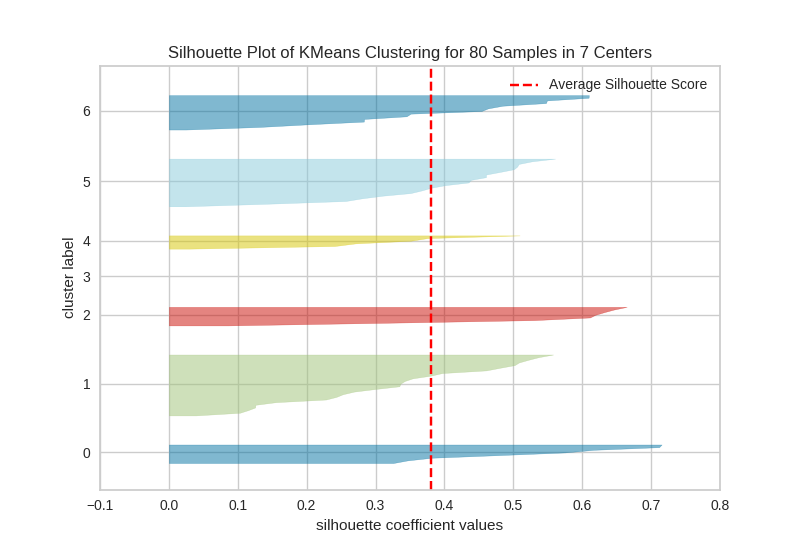 Silhouette Plot of KMeans Clustering for 80 Samples in 7 Centers
Average Silhouette Score
6
5
4
3
2
1
0
cluster label
−0.1 0.0 0.1 0.2 0.3 0.4 0.5 0.6 0.7 0.8
silhouette coefficient values